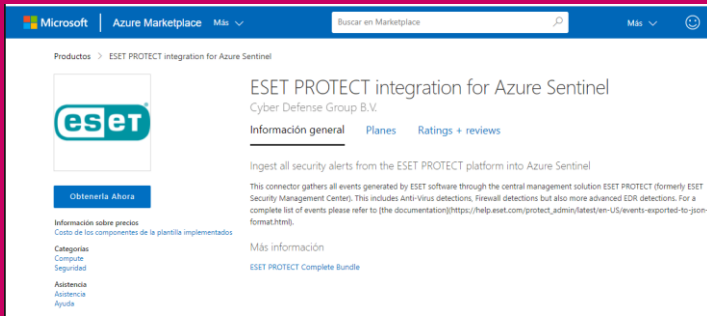 Microsoft Azure Marketplace Más Buscar en Marketplace Más
Productos > ESET PROTECT integration for Azure Sentinel
eseT
ESET PROTECT integration for Azure Sentinel
Cyber Defense Group B.V.
Información general Planes Ratings + reviews
Ingest all security alerts from the ESET PROTECT platform into Azure Sentinel
This connector gathers all events generated by ESET software through the central management solution ESET PROTECT (formerly ESET
Security Management Center). This includes Anti-Virus detections, Firewall detections but also more advanced EDR detections. For a
complete list of events please refer to [the documentation](https://help.eset.com/protect_admin/latest/en-US/events-exported-to-json-
format.html).
Más información
ESET PROTECT Complete Bundle
Obtenerla Ahora
Información sobre precios
Costo de los componentes de la plantilla implementados
Categorías
Compute
Seguridad
Asistencia
Asistencia
Ayuda